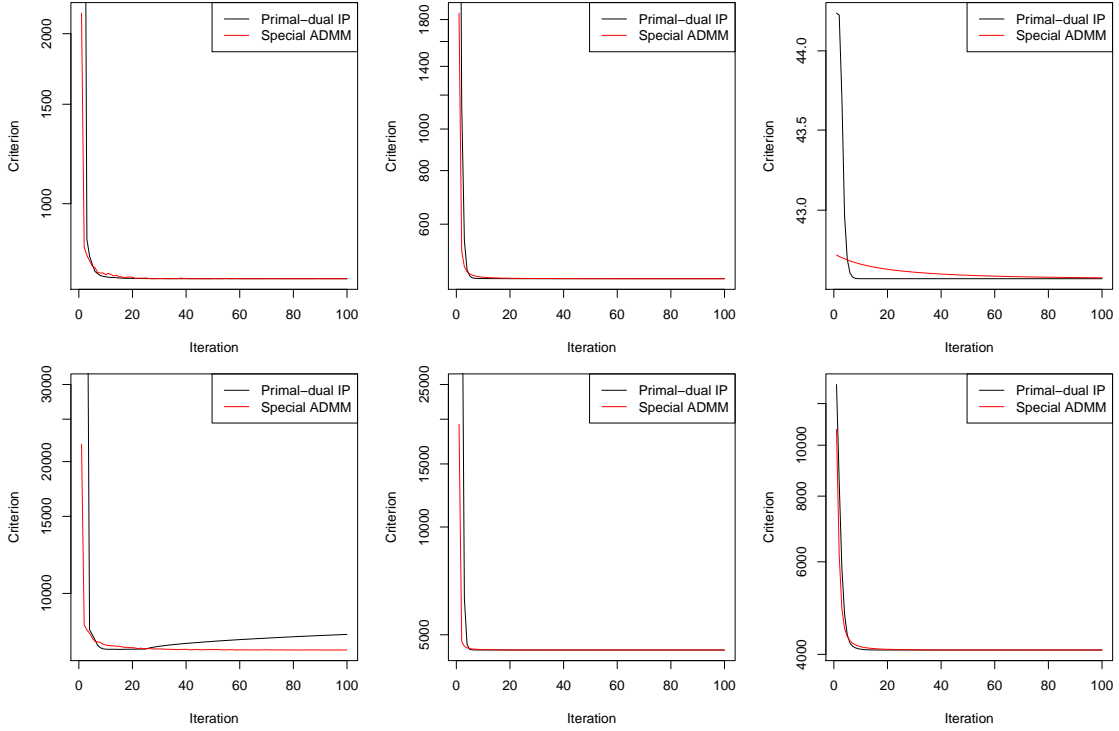 Primal−dual IP
Special ADMM
Criterion
1000
1500
2000
0 20 40 60 80 100
Iteration
Primal−dual IP
Special ADMM
Criterion
600
800
1000
1400
1800
0 20 40 60 80 100
Iteration
Primal−dual IP
Special ADMM
Criterion
43.0
43.5
44.0
0 20 40 60 80 100
Iteration
Primal−dual IP
Special ADMM
Criterion
10000
15000
20000
30000
0 20 40 60 80 100
Iteration
Primal−dual IP
Special ADMM
Criterion
5000
10000
15000
25000
0 20 40 60 80 100
Iteration
Primal−dual IP
Special ADMM
Criterion
4000
6000
8000
10000
0 20 40 60 80 100
Iteration